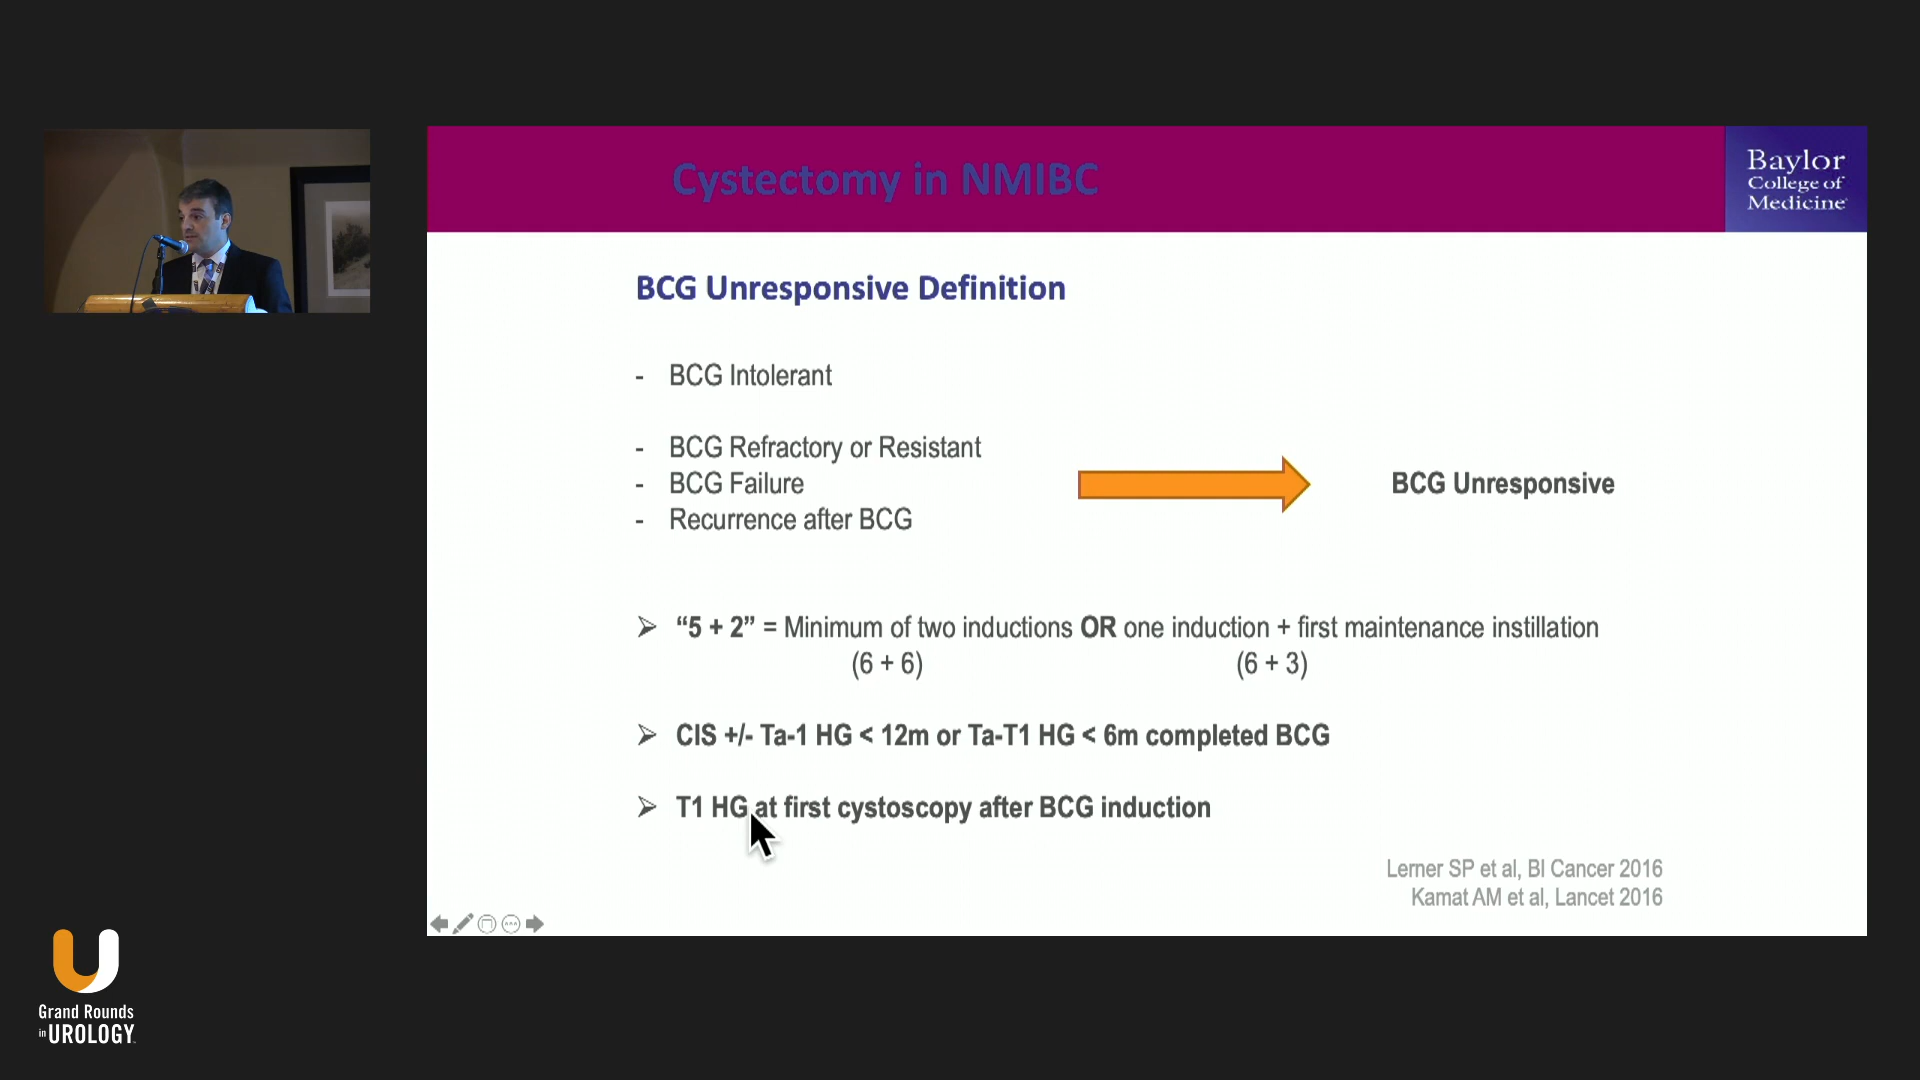 Cystectomy in NMIBC
Baylor
College of
Medicine
BCG Unresponsive Definition
- BCG Intolerant
- BCG Refractory or Resistant
- BCG Failure
- Recurrence after BCG
BCG Unresponsive
➢ “5 + 2” = Minimum of two inductions OR one induction + first maintenance instillation
(6 + 6) (6 + 3)
➢ CIS +/- Ta-1 HG < 12m or Ta-T1 HG < 6m completed BCG
➢ T1 HG at first cystoscopy after BCG induction
Lerner SP et al, Bl Cancer 2016
Kamat AM et al, Lancet 2016
Grand Rounds
in UROLOGY